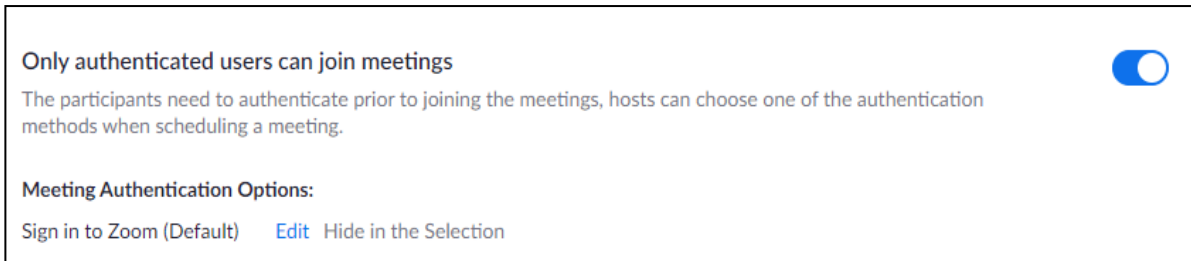 Only authenticated users can join meetings
The participants need to authenticate prior to joining the meetings, hosts can choose one of the authentication
methods when scheduling a meeting.
Meeting Authentication Options:
Sign in to Zoom (Default) Edit Hide in the Selection